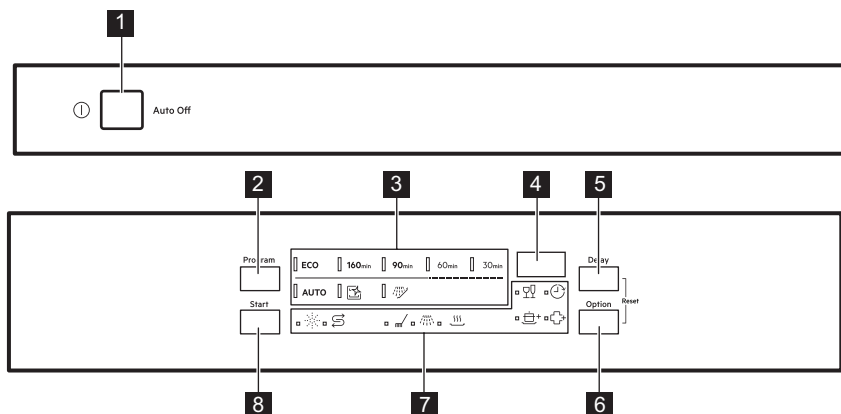 1
Auto Off
2 3 4 5
Program Delay
ECO 160min 90min 60min 30min
AUTO
Start Option Reset
8 7 6